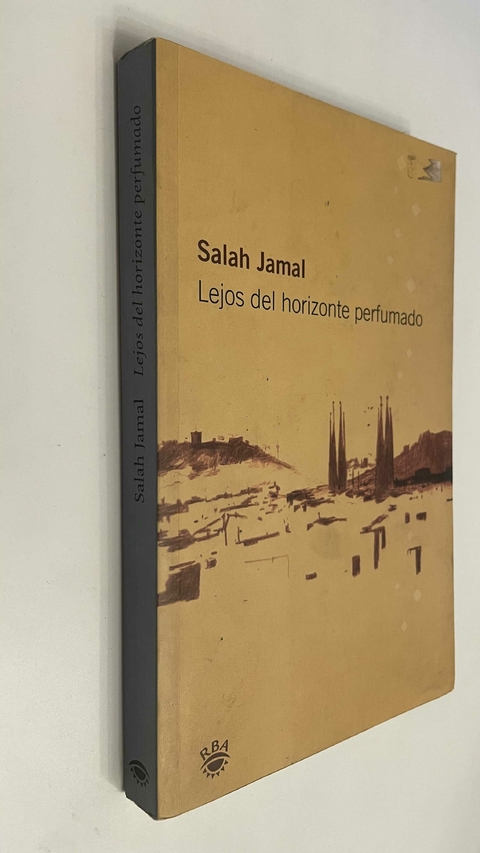 Salah Jamal
Lejos del horizonte perfumado
RBA
Salah Jamal Lejos del horizonte perfumado